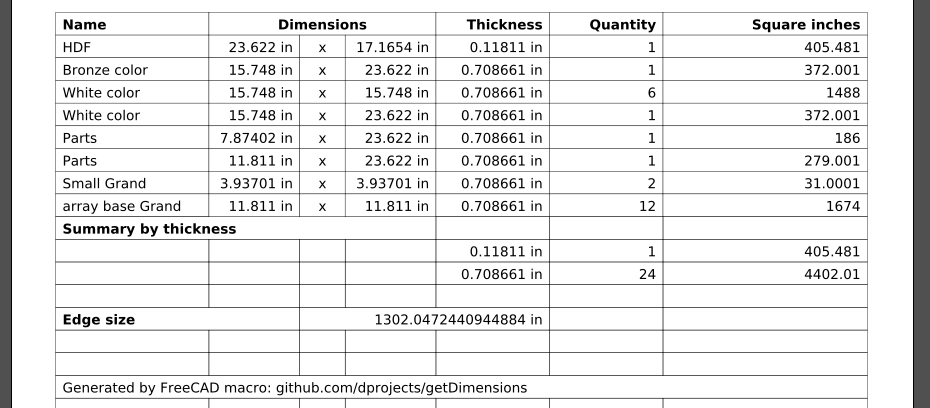 Name Dimensions Thickness Quantity Square inches
HDF 23.622 in x 17.1654 in 0.11811 in 1 405.481
Bronze color 15.748 in x 23.622 in 0.708661 in 1 372.001
White color 15.748 in x 15.748 in 0.708661 in 6 1488
White color 15.748 in x 23.622 in 0.708661 in 1 372.001
Parts 7.87402 in x 23.622 in 0.708661 in 1 186
Parts 11.811 in x 23.622 in 0.708661 in 1 279.001
Small Grand 3.93701 in x 3.93701 in 0.708661 in 2 31.0001
array base Grand 11.811 in x 11.811 in 0.708661 in 12 1674
Summary by thickness
0.11811 in 1 405.481
0.708661 in 24 4402.01
Edge size 1302.0472440944884 in
Generated by FreeCAD macro: github.com/dprojects/getDimensions